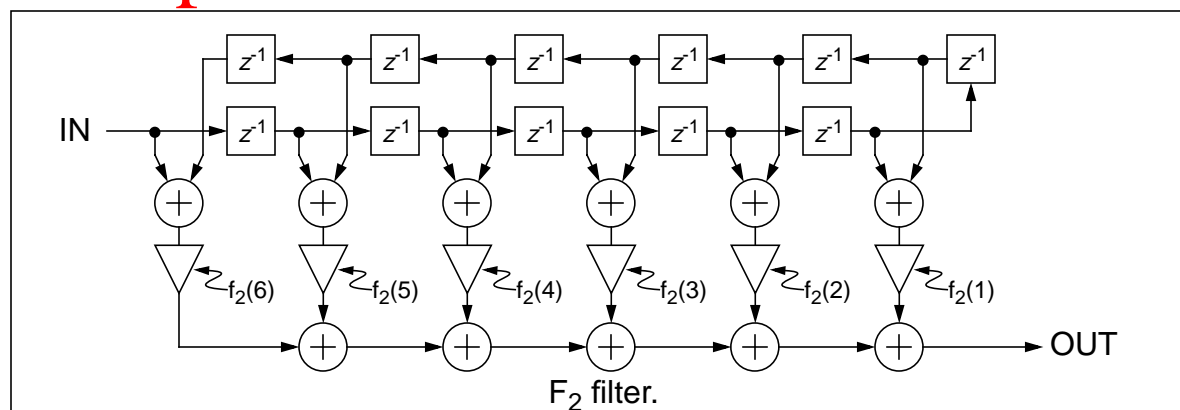 z⁻¹ z⁻¹ z⁻¹ z⁻¹ z⁻¹ z⁻¹
IN z⁻¹ z⁻¹ z⁻¹ z⁻¹ z⁻¹
f₂(6) f₂(5) f₂(4) f₂(3) f₂(2) f₂(1)
OUT
F₂ filter.